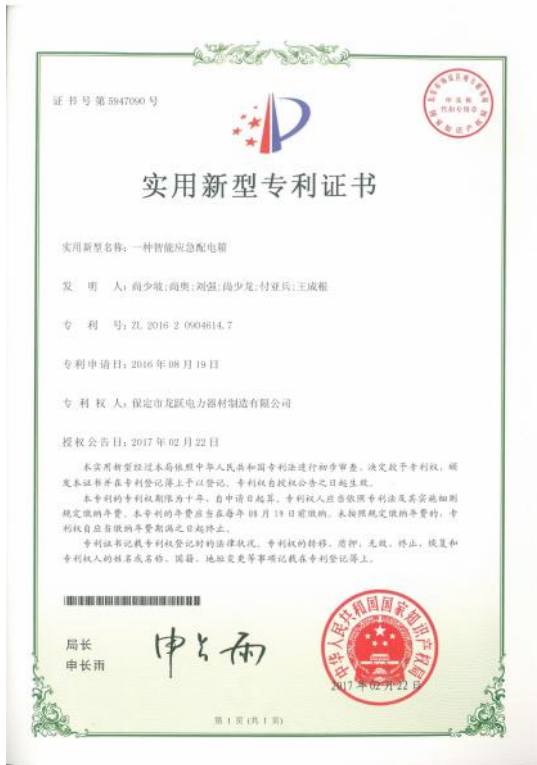 证书号第5947090号
实用新型专利证书
实用新型名称：一种智能应急配电箱
发 明 人：尚少坡;尚奥;刘强;尚少龙;付亚兵;王成根
专 利 号：ZL 2016 2 0904614.7
专利申请日：2016年08月19日
专 利 权 人：保定市龙跃电力器材制造有限公司
授权公告日：2017年02月22日
本实用新型经过本局依照中华人民共和国专利法进行初步审查，决定授予专利权，颁
发本证书并在专利登记簿上予以登记。专利权自授权公告之日起生效。
本专利的专利权期限为十年，自申请日起算。专利权人应当依照专利法及其实施细则
规定缴纳年费。本专利的年费应当在每年08月19日前缴纳。未按照规定缴纳年费的，专
利权自应当缴纳年费期满之日起终止。
专利证书记载专利权登记时的法律状况。专利权的转移、质押、无效、终止、恢复和
专利权人的姓名或名称、国籍、地址变更等事项记载在专利登记簿上。
局长
申长雨
申长雨
中华人民共和国国家知识产权局
2017年02月22日
第1页(共1页)